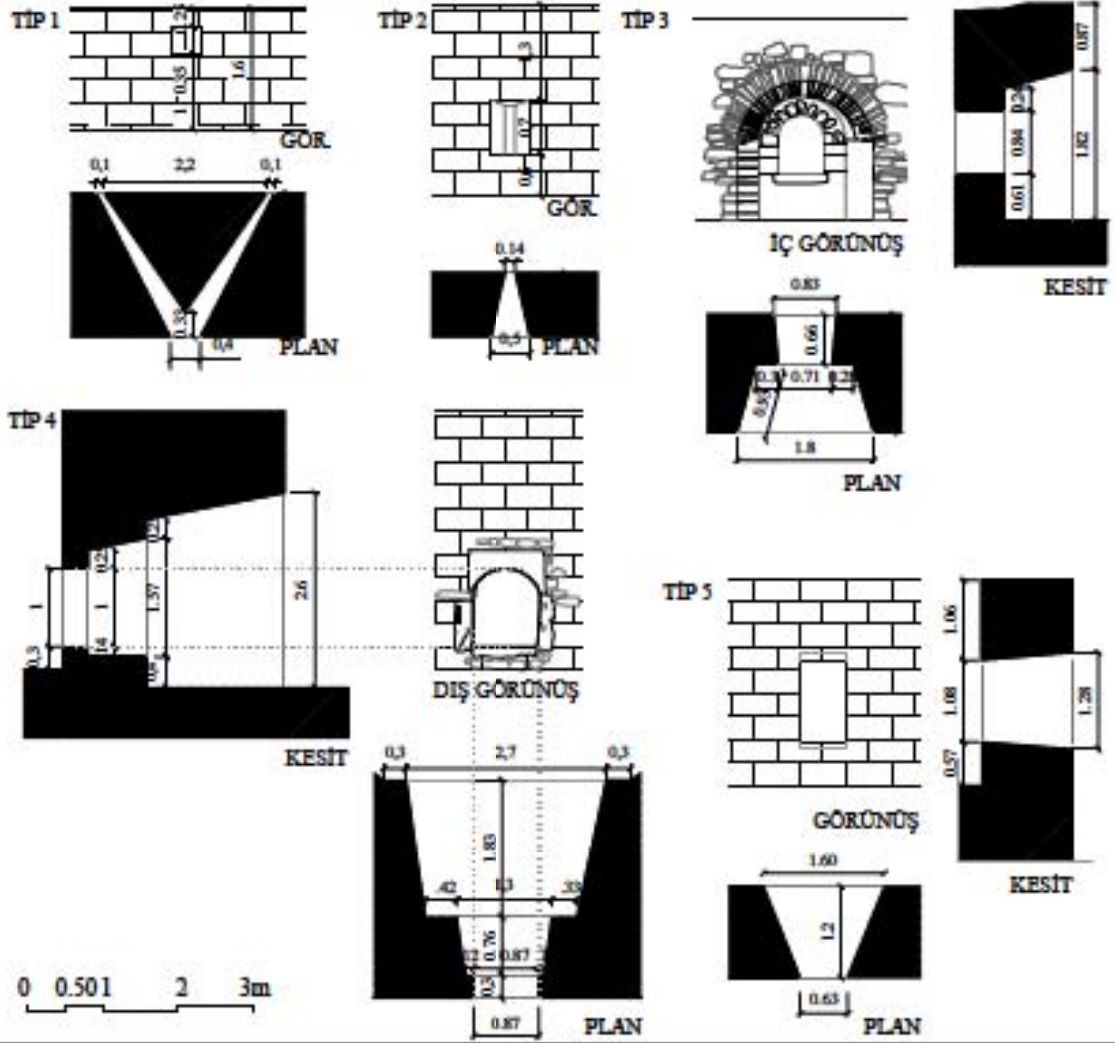 TİP 1
1.6
GÖR.
0,1 2,2 0,1
0.33
0,4
PLAN
TİP 2
GÖR.
0.14
0,5
PLAN
TİP 3
İÇ GÖRÜNÜŞ
0.87
0.84
1.82
0.61
KESİT
0.83
0.66
0.71
1.8
PLAN
TİP 4
1
1
1.57
2.6
0,3
KESİT
DIŞ GÖRÜNÜŞ
0,3 2,7 0,3
1.83
.42 1.3 .33
0.76
0.87
0.87
PLAN
TİP 5
GÖRÜNÜŞ
1.06
1.08
1.28
0.57
KESİT
1.60
1.2
0.63
PLAN
0 0.50 1 2 3m